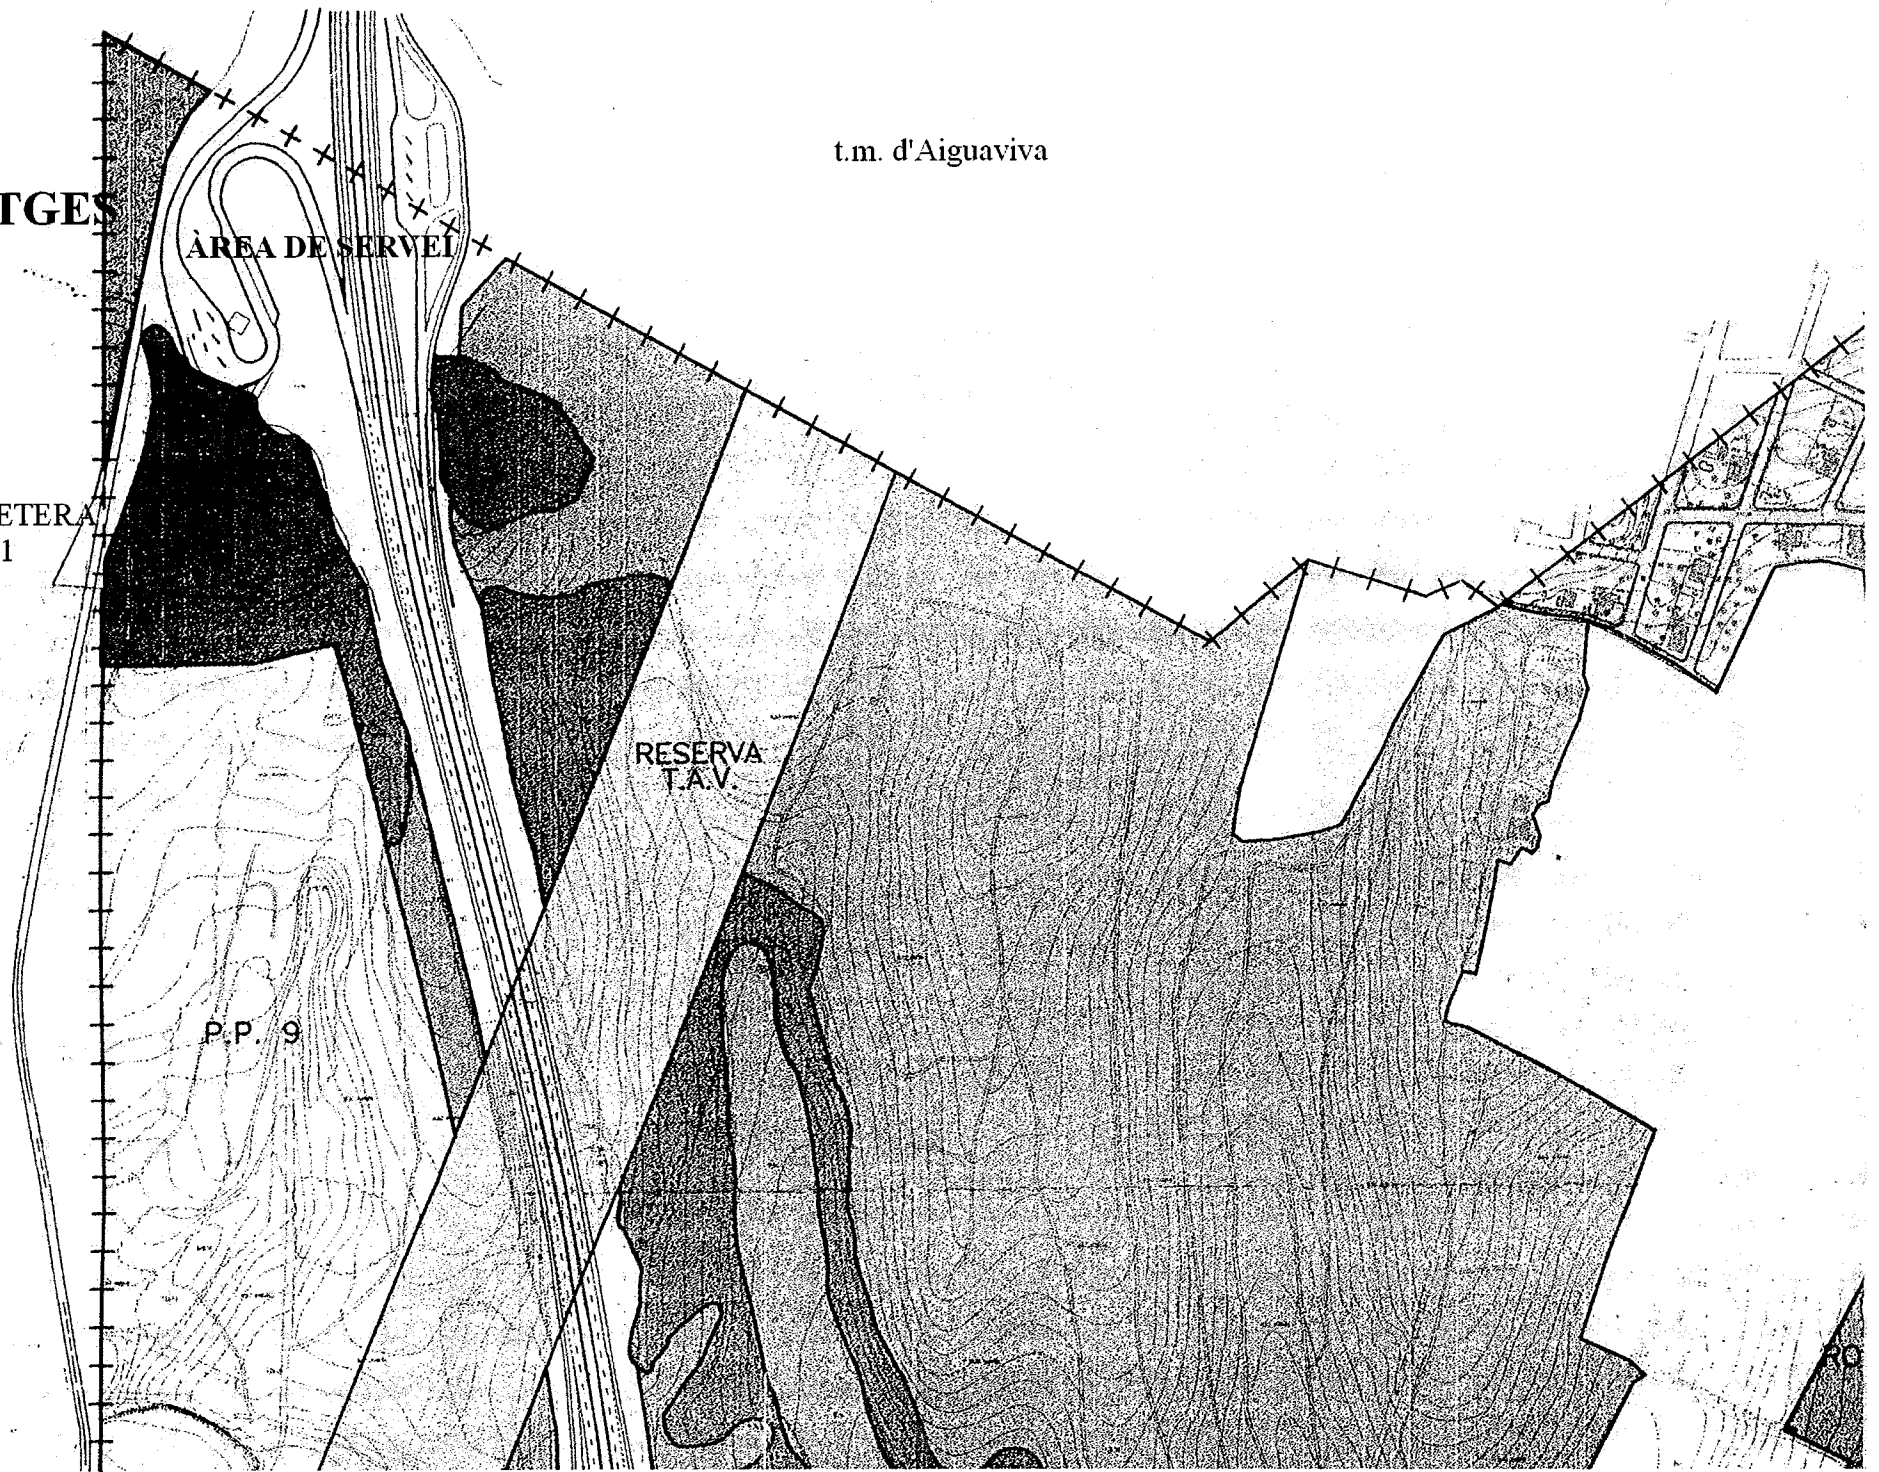 t.m. d'Aiguaviva
TGES
ÀREA DE SERVEI
ETERA
1
RESERVA
T.A.V.
P.P. 9
RO